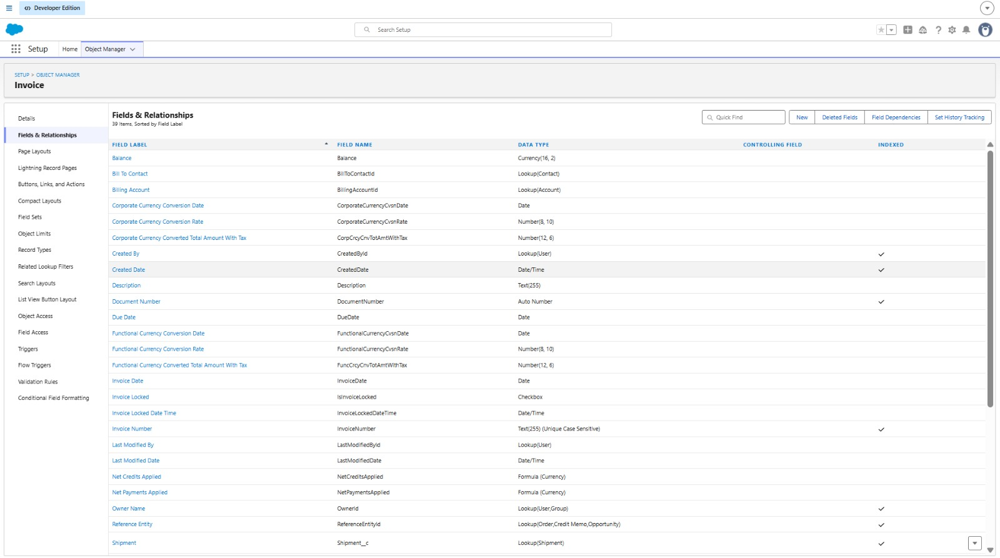 Developer Edition
Search Setup
Setup
Home
Object Manager
SETUP > OBJECT MANAGER
Invoice
Details
Fields & Relationships
Page Layouts
Lightning Record Pages
Buttons, Links, and Actions
Compact Layouts
Field Sets
Object Limits
Record Types
Related Lookup Filters
Search Layouts
List View Button Layout
Object Access
Field Access
Triggers
Flow Triggers
Validation Rules
Conditional Field Formatting
Fields & Relationships
39 Items, Sorted by Field Label
Quick Find
New
Deleted Fields
Field Dependencies
Set History Tracking
FIELD LABEL FIELD NAME DATA TYPE CONTROLLING FIELD INDEXED
Balance Balance Currency(16, 2)
Bill To Contact BillToContactId Lookup(Contact)
Billing Account BillingAccountId Lookup(Account)
Corporate Currency Conversion Date CorporateCurrencyCvsnDate Date
Corporate Currency Conversion Rate CorporateCurrencyCvsnRate Number(8, 10)
Corporate Currency Converted Total Amount With Tax CorpCrcyCnvTotAmtWithTax Number(12, 6)
Created By CreatedById Lookup(User) ✓
Created Date CreatedDate Date/Time ✓
Description Description Text(255)
Document Number DocumentNumber Auto Number ✓
Due Date DueDate Date
Functional Currency Conversion Date FunctionalCurrencyCvsnDate Date
Functional Currency Conversion Rate FunctionalCurrencyCvsnRate Number(8, 10)
Functional Currency Converted Total Amount With Tax FuncCrcyCnvTotAmtWithTax Number(12, 6)
Invoice Date InvoiceDate Date
Invoice Locked IsInvoiceLocked Checkbox
Invoice Locked Date Time InvoiceLockedDateTime Date/Time
Invoice Number InvoiceNumber Text(255) (Unique Case Sensitive) ✓
Last Modified By LastModifiedById Lookup(User)
Last Modified Date LastModifiedDate Date/Time
Net Credits Applied NetCreditsApplied Formula (Currency)
Net Payments Applied NetPaymentsApplied Formula (Currency)
Owner Name OwnerId Lookup(User,Group) ✓
Reference Entity ReferenceEntityId Lookup(Order,Credit Memo,Opportunity) ✓
Shipment Shipment__c Lookup(Shipment) ✓